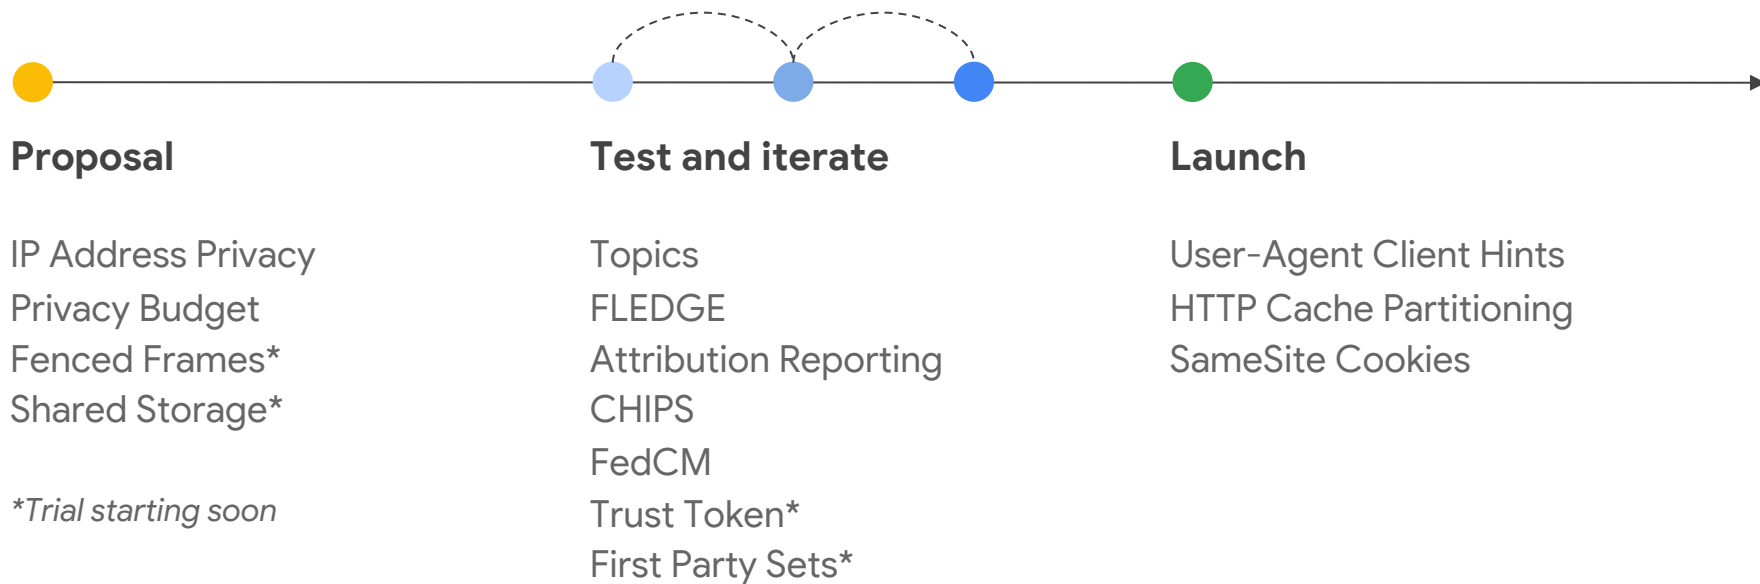 Proposal
IP Address Privacy
Privacy Budget
Fenced Frames*
Shared Storage*
*Trial starting soon
Test and iterate
Topics
FLEDGE
Attribution Reporting
CHIPS
FedCM
Trust Token*
First Party Sets*
Launch
User-Agent Client Hints
HTTP Cache Partitioning
SameSite Cookies